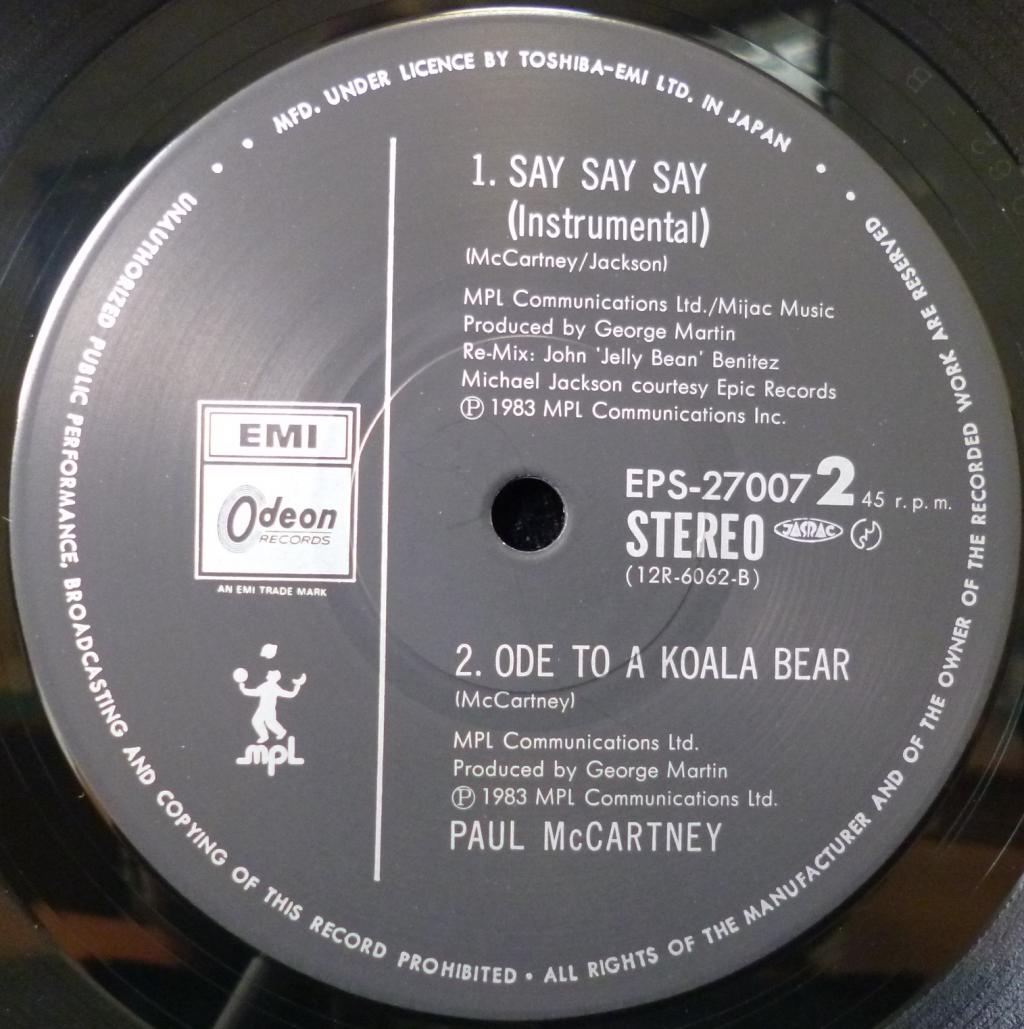 MFD. UNDER LICENCE BY TOSHIBA-EMI LTD. IN JAPAN
1. SAY SAY SAY
(Instrumental)
(McCartney/Jackson)
MPL Communications Ltd./Mijac Music
Produced by George Martin
Re-Mix: John 'Jelly Bean' Benitez
Michael Jackson courtesy Epic Records
Ⓟ 1983 MPL Communications Inc.
EMI
Odeon
RECORDS
AN EMI TRADE MARK
EPS-27007 2 45 r.p.m.
STEREO JASRAC
(12R-6062-B)
mpl
2. ODE TO A KOALA BEAR
(McCartney)
MPL Communications Ltd.
Produced by George Martin
Ⓟ 1983 MPL Communications Ltd.
PAUL McCARTNEY
UNAUTHORIZED PUBLIC PERFORMANCE, BROADCASTING AND COPYING OF THIS RECORD PROHIBITED • ALL RIGHTS OF THE MANUFACTURER AND OF THE OWNER OF THE RECORDED WORK ARE RESERVED